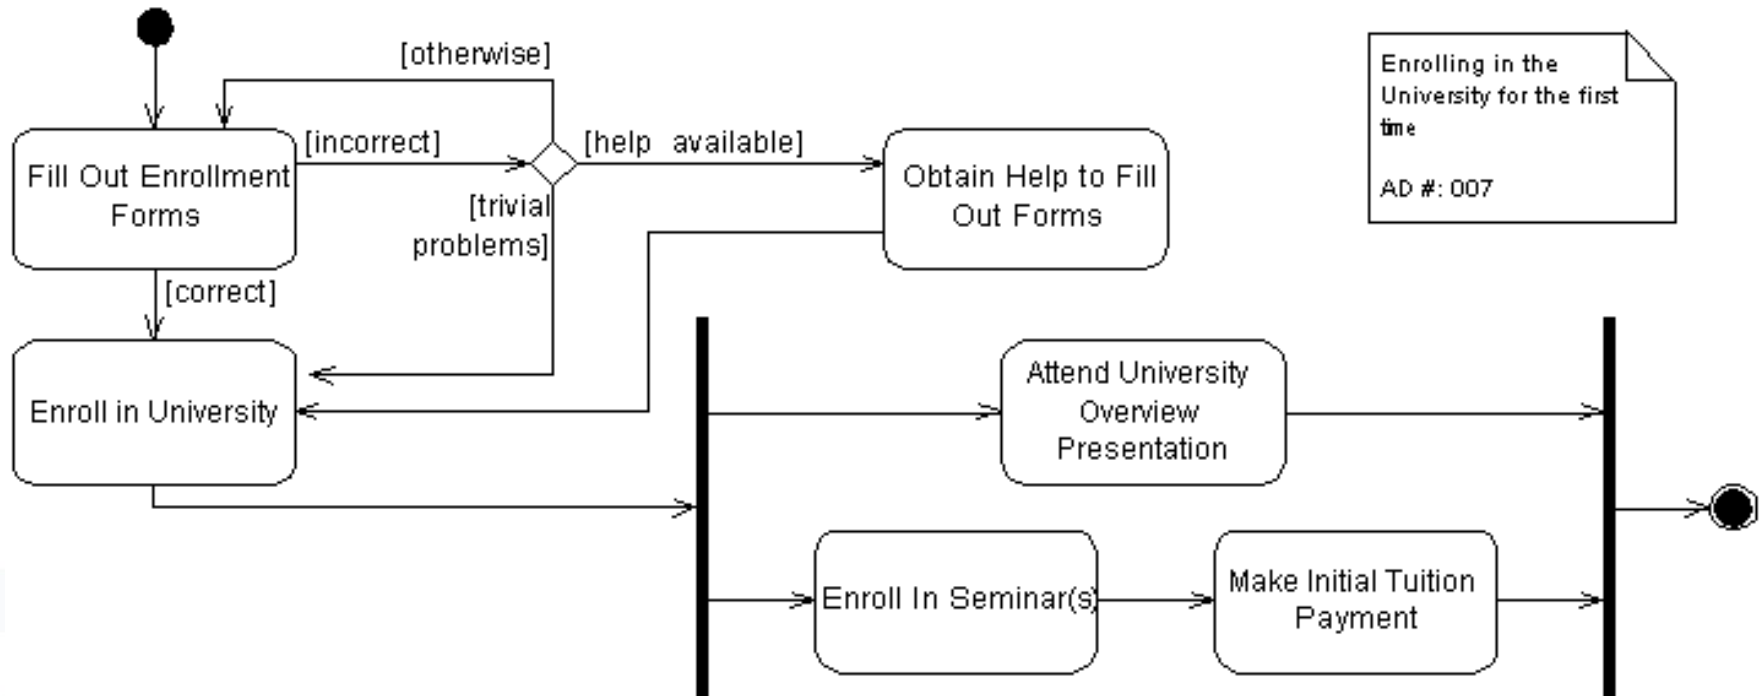 [otherwise]
Enrolling in the
University for the first
time
AD #: 007
[incorrect]
[help available]
Fill Out Enrollment
Forms
[trivial
problems]
Obtain Help to Fill
Out Forms
[correct]
Enroll in University
Attend University
Overview
Presentation
Enroll In Seminar(s)
Make Initial Tuition
Payment